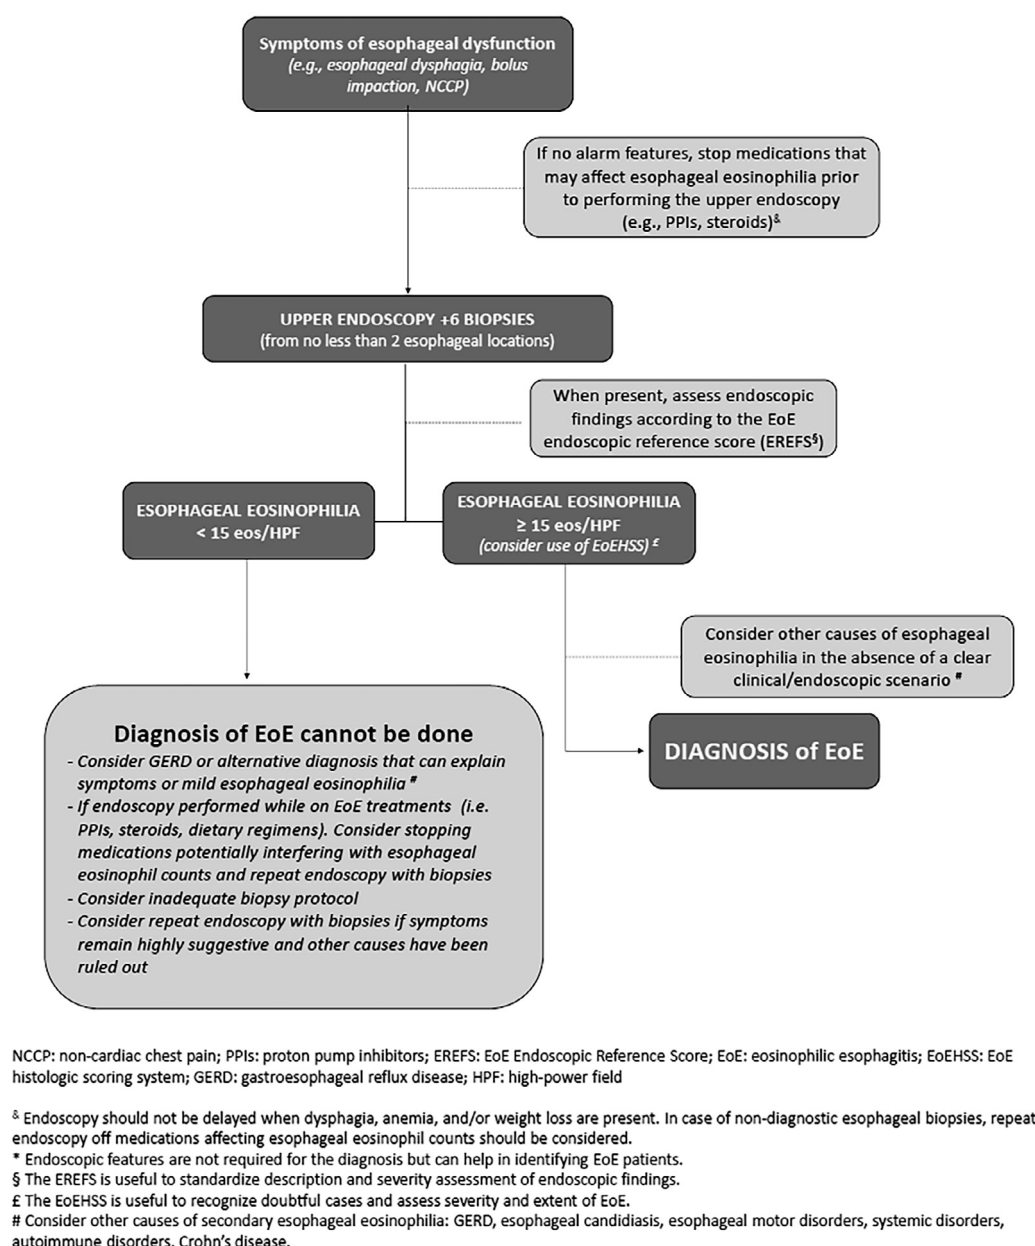 Symptoms of esophageal dysfunction
(e.g., esophageal dysphagia, bolus
impaction, NCCP)
If no alarm features, stop medications that
may affect esophageal eosinophilia prior
to performing the upper endoscopy
(e.g., PPIs, steroids)&
UPPER ENDOSCOPY +6 BIOPSIES
(from no less than 2 esophageal locations)
When present, assess endoscopic
findings according to the EoE
endoscopic reference score (EREFS§)
ESOPHAGEAL EOSINOPHILIA
< 15 eos/HPF
ESOPHAGEAL EOSINOPHILIA
≥ 15 eos/HPF
(consider use of EoEHSS) £
Consider other causes of esophageal
eosinophilia in the absence of a clear
clinical/endoscopic scenario #
DIAGNOSIS of EoE
Diagnosis of EoE cannot be done
- Consider GERD or alternative diagnosis that can explain
symptoms or mild esophageal eosinophilia #
- If endoscopy performed while on EoE treatments (i.e.
PPIs, steroids, dietary regimens). Consider stopping
medications potentially interfering with esophageal
eosinophil counts and repeat endoscopy with biopsies
- Consider inadequate biopsy protocol
- Consider repeat endoscopy with biopsies if symptoms
remain highly suggestive and other causes have been
ruled out
NCCP: non-cardiac chest pain; PPIs: proton pump inhibitors; EREFS: EoE Endoscopic Reference Score; EoE: eosinophilic esophagitis; EoEHSS: EoE
histologic scoring system; GERD: gastroesophageal reflux disease; HPF: high-power field
& Endoscopy should not be delayed when dysphagia, anemia, and/or weight loss are present. In case of non-diagnostic esophageal biopsies, repeat
endoscopy off medications affecting esophageal eosinophil counts should be considered.
* Endoscopic features are not required for the diagnosis but can help in identifying EoE patients.
§ The EREFS is useful to standardize description and severity assessment of endoscopic findings.
£ The EoEHSS is useful to recognize doubtful cases and assess severity and extent of EoE.
# Consider other causes of secondary esophageal eosinophilia: GERD, esophageal candidiasis, esophageal motor disorders, systemic disorders,
autoimmune disorders, Crohn's disease.